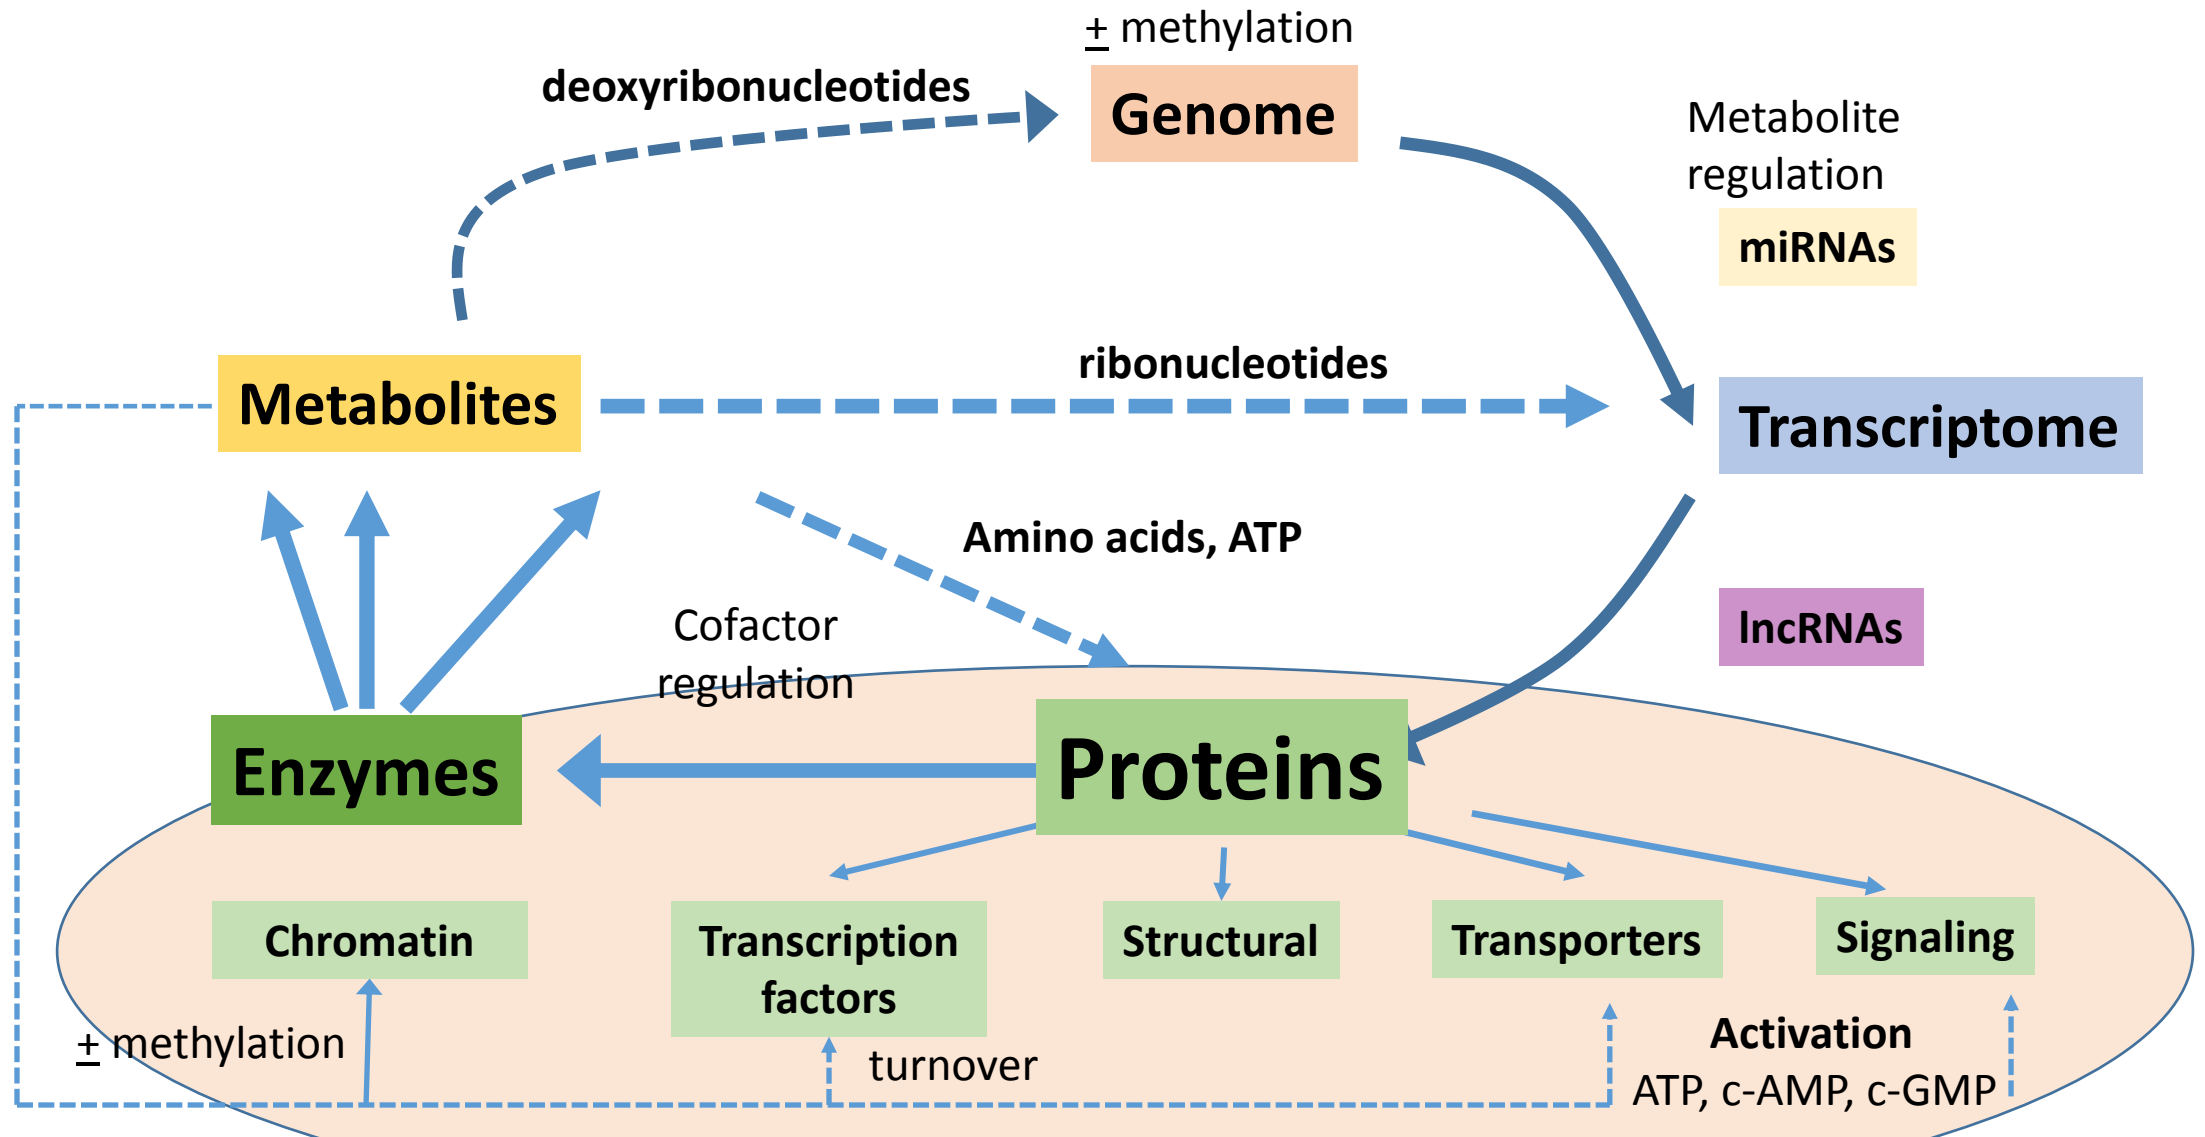 ± methylation
deoxyribonucleotides
Genome
Metabolite
regulation
miRNAs
ribonucleotides
Metabolites
Transcriptome
Amino acids, ATP
Cofactor
regulation
lncRNAs
Enzymes
Proteins
Chromatin
Transcription
factors
Structural
Transporters
Signaling
± methylation
turnover
Activation
ATP, c-AMP, c-GMP